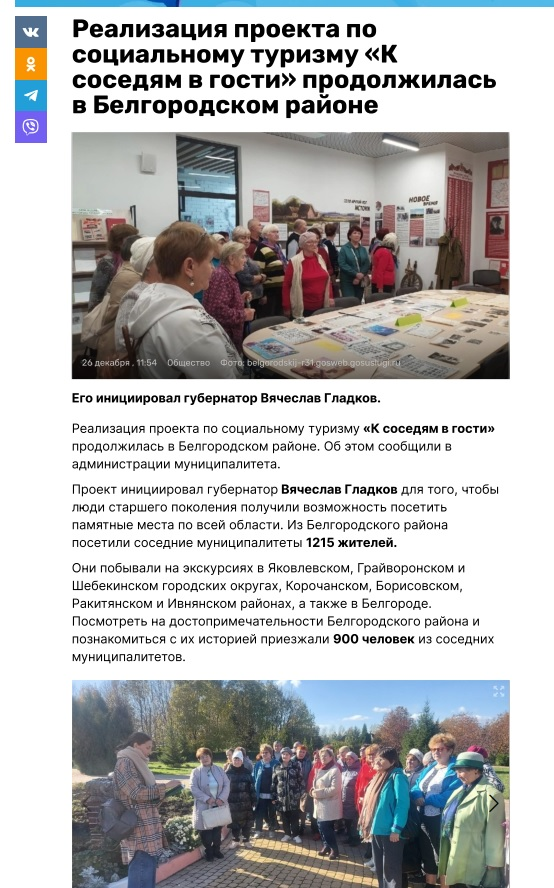 Реализация проекта по
социальному туризму «К
соседям в гости» продолжилась
в Белгородском районе
НОВОЕ
ВРЕМЯ
26 декабря , 11:54 Общество Фото: belgorodskij-r31.gosweb.gosuslugi.ru
Его инициировал губернатор Вячеслав Гладков.
Реализация проекта по социальному туризму «К соседям в гости»
продолжилась в Белгородском районе. Об этом сообщили в
администрации муниципалитета.
Проект инициировал губернатор Вячеслав Гладков для того, чтобы
люди старшего поколения получили возможность посетить
памятные места по всей области. Из Белгородского района
посетили соседние муниципалитеты 1215 жителей.
Они побывали на экскурсиях в Яковлевском, Грайворонском и
Шебекинском городских округах, Корочанском, Борисовском,
Ракитянском и Ивнянском районах, а также в Белгороде.
Посмотреть на достопримечательности Белгородского района и
познакомиться с их историей приезжали 900 человек из соседних
муниципалитетов.